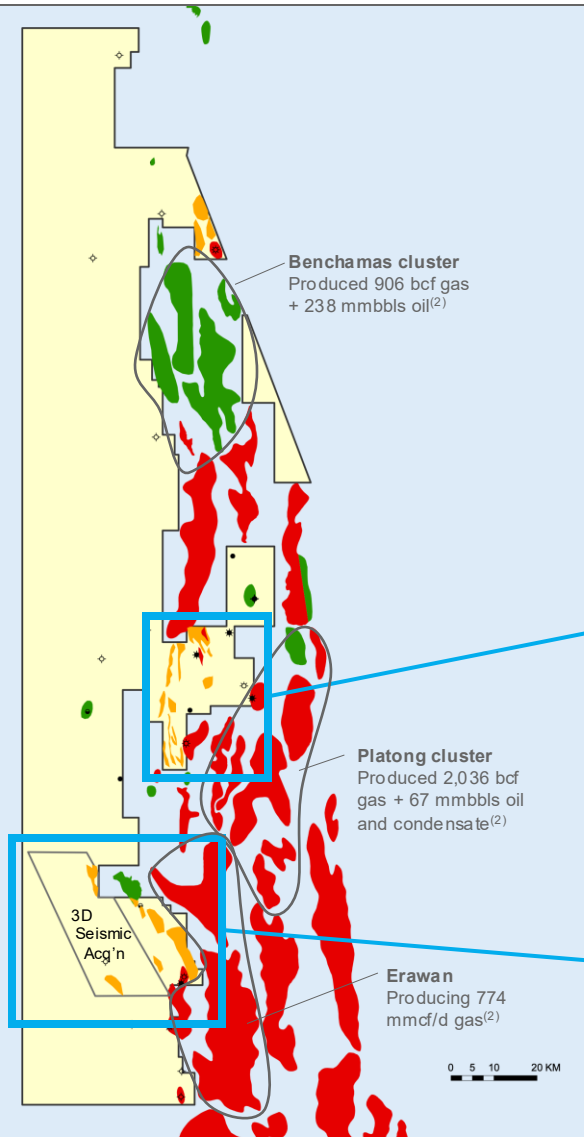 Benchamas cluster
Produced 906 bcf gas
+ 238 mmbbls oil(2)
Platong cluster
Produced 2,036 bcf
gas + 67 mmbbls oil
and condensate(2)
3D
Seismic
Acq'n
Erawan
Producing 774
mmcf/d gas(2)
0 5 10 20 KM